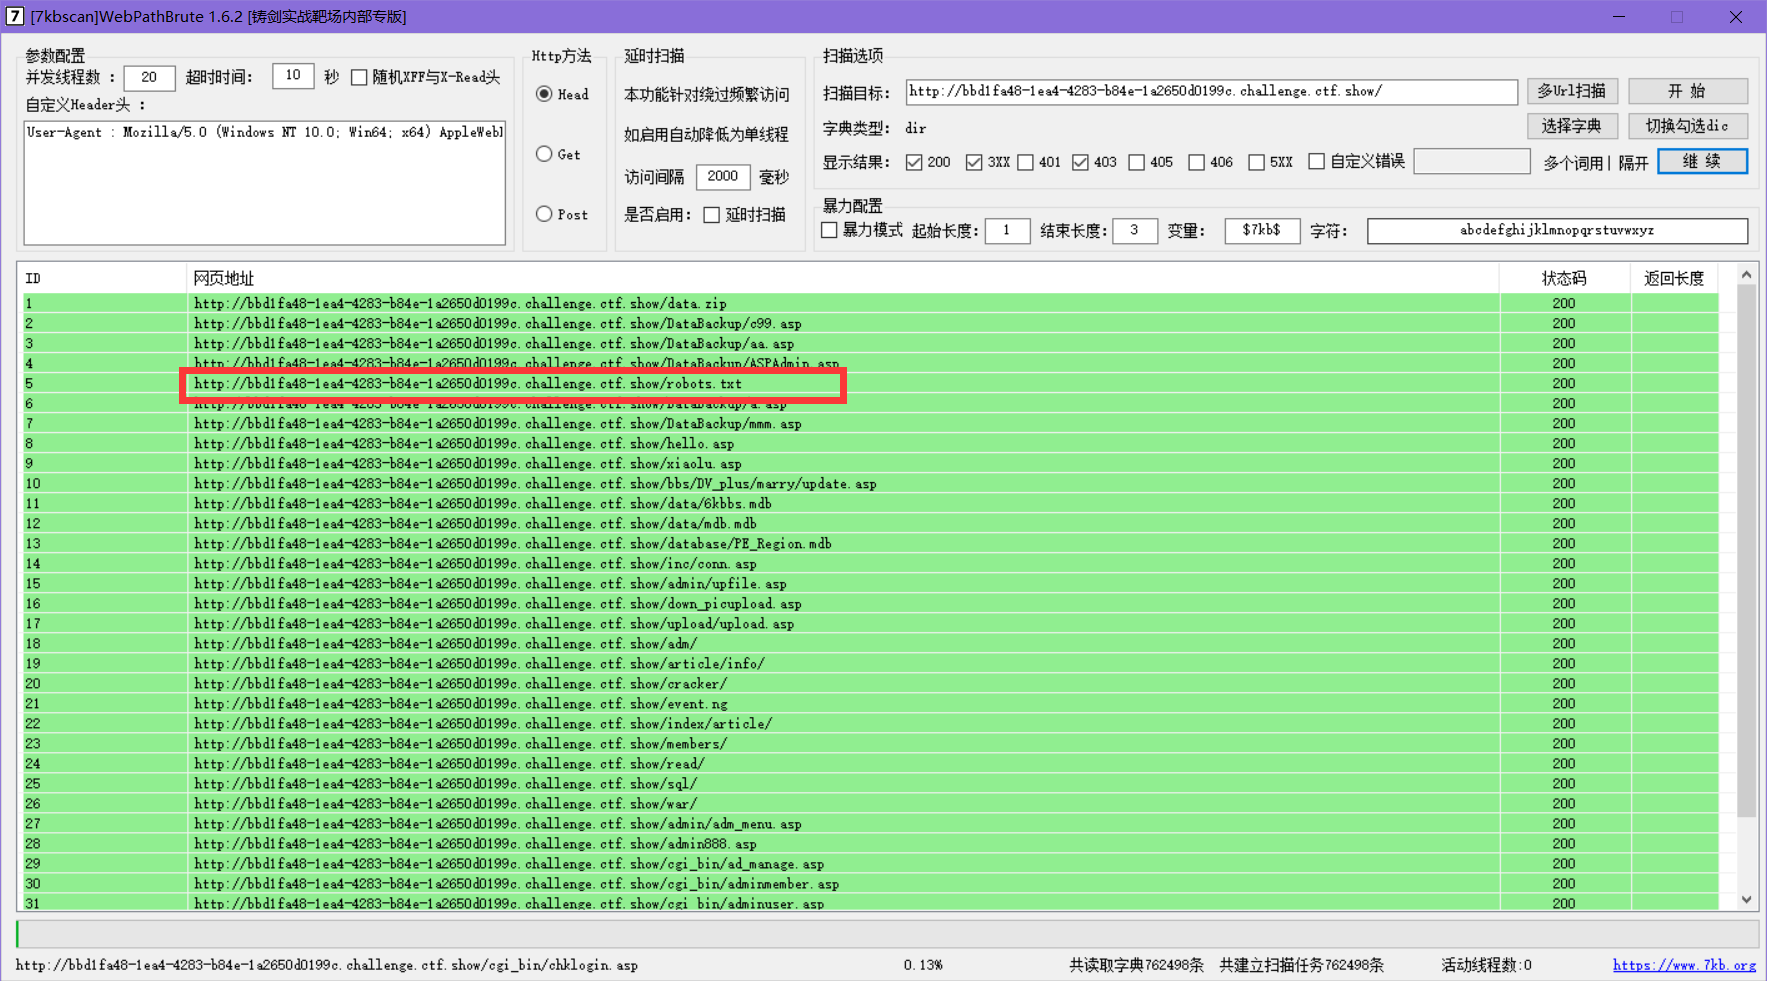 7 [7kbscan]WebPathBrute 1.6.2 [铸剑实战靶场内部专版]
参数配置
并发线程数 : 20 超时时间: 10 秒 随机XFF与X-Read头
自定义Header头 :
User-Agent : Mozilla/5.0 (Windows NT 10.0; Win64; x64) AppleWebl
Http方法
Head
Get
Post
延时扫描
本功能针对绕过频繁访问
如启用自动降低为单线程
访问间隔 2000 毫秒
是否启用: 延时扫描
扫描选项
扫描目标: http://bbd1fa48-1ea4-4283-b84e-1a2650d0199c.challenge.ctf.show/ 多Url扫描 开 始
字典类型: dir 选择字典 切换勾选dic
显示结果: 200 3XX 401 403 405 406 5XX 自定义错误 多个词用| 隔开 继 续
暴力配置
暴力模式 起始长度: 1 结束长度: 3 变量: $7kb$ 字符: abcdefghijklmnopqrstuvwxyz
ID 网页地址 状态码 返回长度
1 http://bbd1fa48-1ea4-4283-b84e-1a2650d0199c.challenge.ctf.show/data.zip 200
2 http://bbd1fa48-1ea4-4283-b84e-1a2650d0199c.challenge.ctf.show/DataBackup/c99.asp 200
3 http://bbd1fa48-1ea4-4283-b84e-1a2650d0199c.challenge.ctf.show/DataBackup/aa.asp 200
4 http://bbd1fa48-1ea4-4283-b84e-1a2650d0199c.challenge.ctf.show/DataBackup/ASPAdmin.asp 200
5 http://bbd1fa48-1ea4-4283-b84e-1a2650d0199c.challenge.ctf.show/robots.txt 200
6 http://bbd1fa48-1ea4-4283-b84e-1a2650d0199c.challenge.ctf.show/DataBackup/a.asp 200
7 http://bbd1fa48-1ea4-4283-b84e-1a2650d0199c.challenge.ctf.show/DataBackup/mmm.asp 200
8 http://bbd1fa48-1ea4-4283-b84e-1a2650d0199c.challenge.ctf.show/hello.asp 200
9 http://bbd1fa48-1ea4-4283-b84e-1a2650d0199c.challenge.ctf.show/xiaolu.asp 200
10 http://bbd1fa48-1ea4-4283-b84e-1a2650d0199c.challenge.ctf.show/bbs/DV_plus/marry/update.asp 200
11 http://bbd1fa48-1ea4-4283-b84e-1a2650d0199c.challenge.ctf.show/data/6kbbs.mdb 200
12 http://bbd1fa48-1ea4-4283-b84e-1a2650d0199c.challenge.ctf.show/data/mdb.mdb 200
13 http://bbd1fa48-1ea4-4283-b84e-1a2650d0199c.challenge.ctf.show/database/PE_Region.mdb 200
14 http://bbd1fa48-1ea4-4283-b84e-1a2650d0199c.challenge.ctf.show/inc/conn.asp 200
15 http://bbd1fa48-1ea4-4283-b84e-1a2650d0199c.challenge.ctf.show/admin/upfile.asp 200
16 http://bbd1fa48-1ea4-4283-b84e-1a2650d0199c.challenge.ctf.show/down_picupload.asp 200
17 http://bbd1fa48-1ea4-4283-b84e-1a2650d0199c.challenge.ctf.show/upload/upload.asp 200
18 http://bbd1fa48-1ea4-4283-b84e-1a2650d0199c.challenge.ctf.show/adm/ 200
19 http://bbd1fa48-1ea4-4283-b84e-1a2650d0199c.challenge.ctf.show/article/info/ 200
20 http://bbd1fa48-1ea4-4283-b84e-1a2650d0199c.challenge.ctf.show/cracker/ 200
21 http://bbd1fa48-1ea4-4283-b84e-1a2650d0199c.challenge.ctf.show/event.ng 200
22 http://bbd1fa48-1ea4-4283-b84e-1a2650d0199c.challenge.ctf.show/index/article/ 200
23 http://bbd1fa48-1ea4-4283-b84e-1a2650d0199c.challenge.ctf.show/members/ 200
24 http://bbd1fa48-1ea4-4283-b84e-1a2650d0199c.challenge.ctf.show/read/ 200
25 http://bbd1fa48-1ea4-4283-b84e-1a2650d0199c.challenge.ctf.show/sql/ 200
26 http://bbd1fa48-1ea4-4283-b84e-1a2650d0199c.challenge.ctf.show/war/ 200
27 http://bbd1fa48-1ea4-4283-b84e-1a2650d0199c.challenge.ctf.show/admin/adm_menu.asp 200
28 http://bbd1fa48-1ea4-4283-b84e-1a2650d0199c.challenge.ctf.show/admin888.asp 200
29 http://bbd1fa48-1ea4-4283-b84e-1a2650d0199c.challenge.ctf.show/cgi_bin/ad_manage.asp 200
30 http://bbd1fa48-1ea4-4283-b84e-1a2650d0199c.challenge.ctf.show/cgi_bin/adminmember.asp 200
31 http://bbd1fa48-1ea4-4283-b84e-1a2650d0199c.challenge.ctf.show/cgi_bin/adminuser.asp 200
http://bbd1fa48-1ea4-4283-b84e-1a2650d0199c.challenge.ctf.show/cgi_bin/chklogin.asp 0.13% 共读取字典762498条 共建立扫描任务762498条 活动线程数:0 https://www.7kb.org